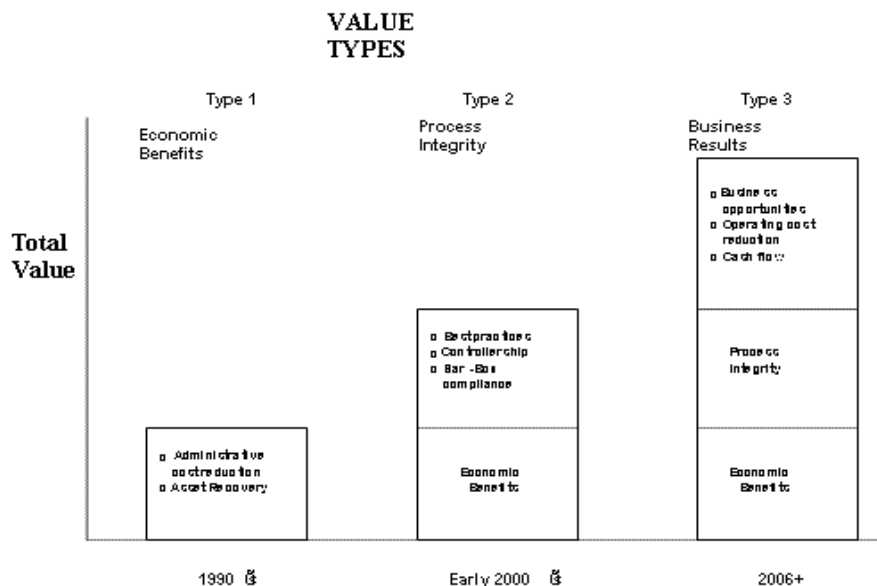 VALUE
TYPES
Type 1
Type 2
Type 3
Economic
Benefits
Process
Integrity
Business
Results
Total
Value
Business
opportunities
Operating cost
reduction
Cash flow
Best practices
Controllership
compliance
Process
Integrity
Administrative
cost reduction
Asset Recovery
Economic
Benefits
Economic
Benefits
1990
Early 2000
2006+